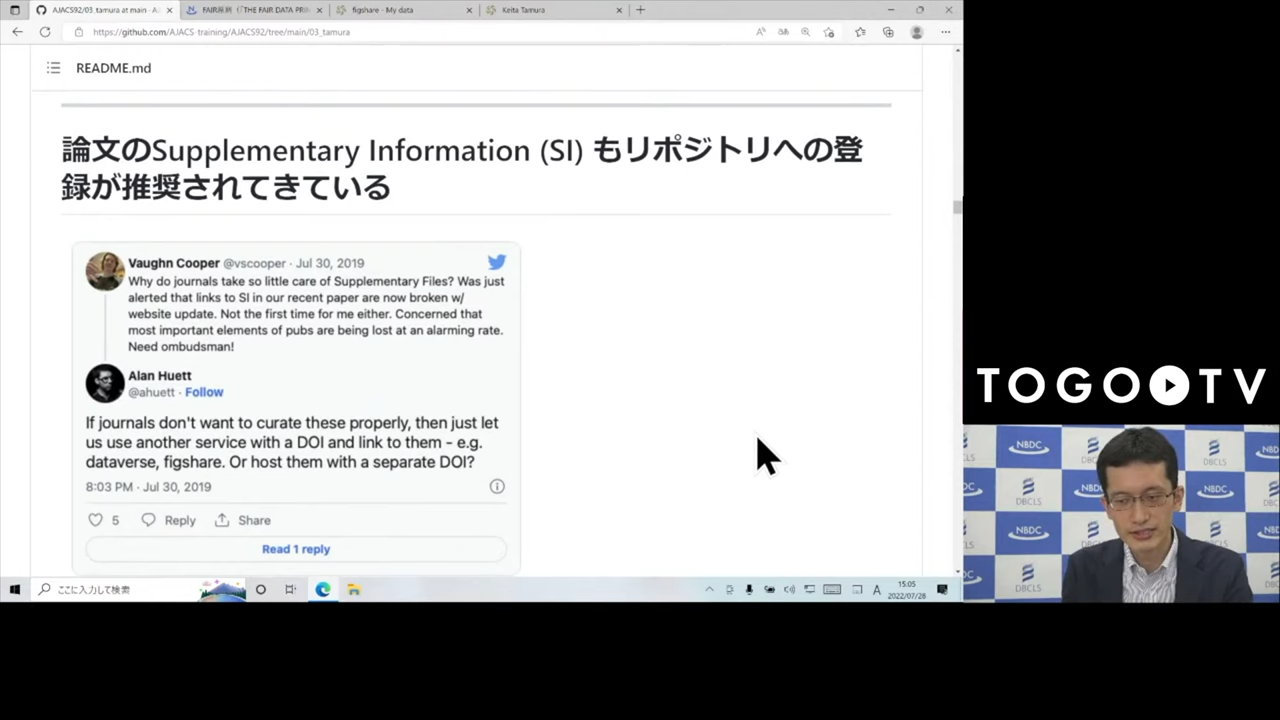 AJACS92/03_tamura at main · A
FAIR原則(「THE FAIR DATA PRIN
figshare - My data
Keita Tamura
https://github.com/AJACS-training/AJACS92/tree/main/03_tamura
README.md
論文のSupplementary Information (SI) もリポジトリへの登
録が推奨されてきている
Vaughn Cooper @vscooper · Jul 30, 2019
Why do journals take so little care of Supplementary Files? Was just
alerted that links to SI in our recent paper are now broken w/
website update. Not the first time for me either. Concerned that
most important elements of pubs are being lost at an alarming rate.
Need ombudsman!
Alan Huett
@ahuett · Follow
If journals don't want to curate these properly, then just let
us use another service with a DOI and link to them - e.g.
dataverse, figshare. Or host them with a separate DOI?
8:03 PM · Jul 30, 2019
5 Reply Share
Read 1 reply
TOGO TV
NBDC
DBCLS
NBDC
NBDC
DBCLS
NBDC
ここに入力して検索
A
15:05
2022/07/28